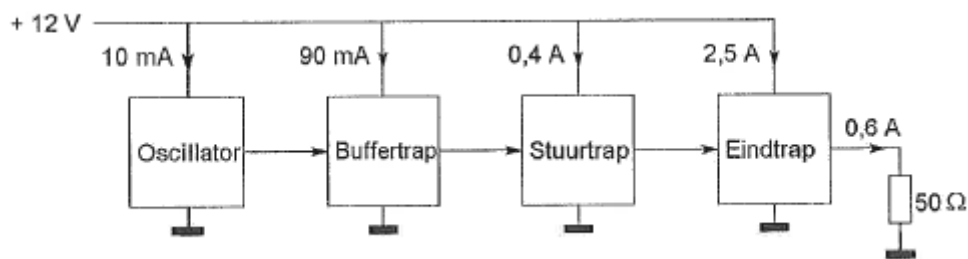 + 12 V
10 mA 90 mA 0,4 A 2,5 A
0,6 A
Oscillator Buffertrap Stuurtrap Eindtrap
50 Ω